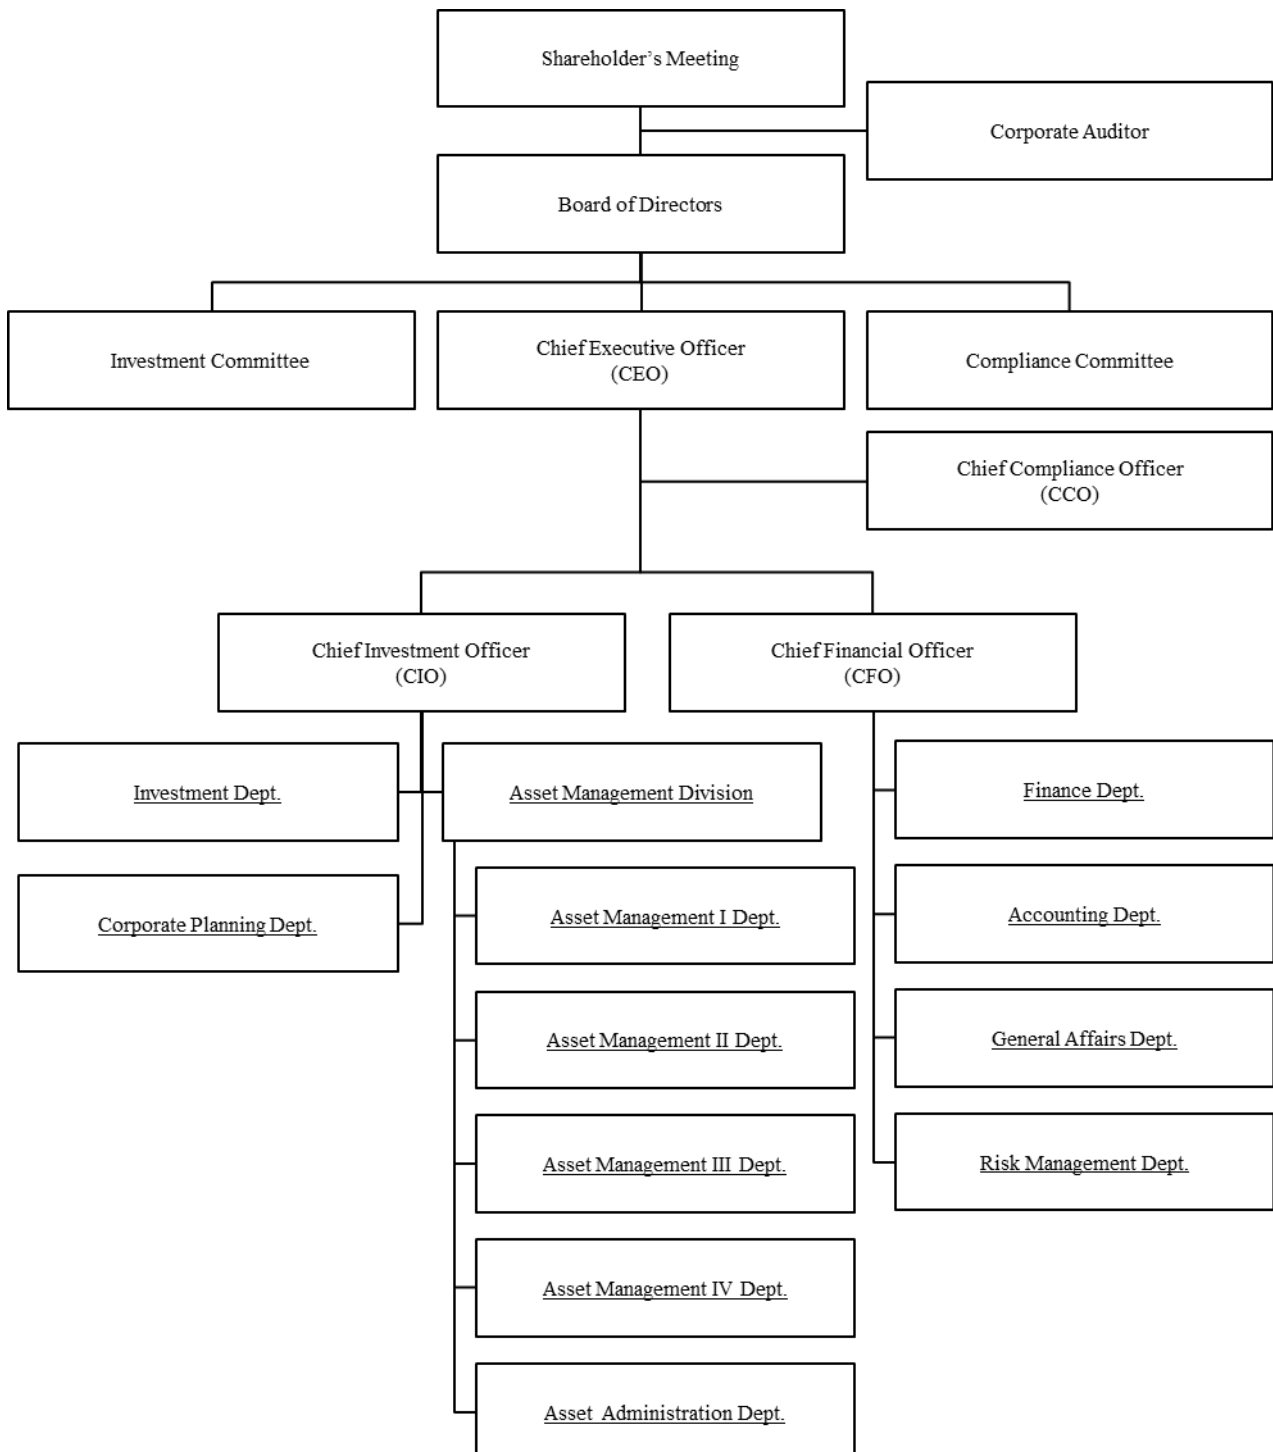 Shareholder’s Meeting
Corporate Auditor
Board of Directors
Investment Committee
Chief Executive Officer
(CEO)
Compliance Committee
Chief Compliance Officer
(CCO)
Chief Investment Officer
(CIO)
Chief Financial Officer
(CFO)
Investment Dept.
Asset Management Division
Finance Dept.
Corporate Planning Dept.
Asset Management I Dept.
Accounting Dept.
Asset Management II Dept.
General Affairs Dept.
Asset Management III Dept.
Risk Management Dept.
Asset Management IV Dept.
Asset Administration Dept.